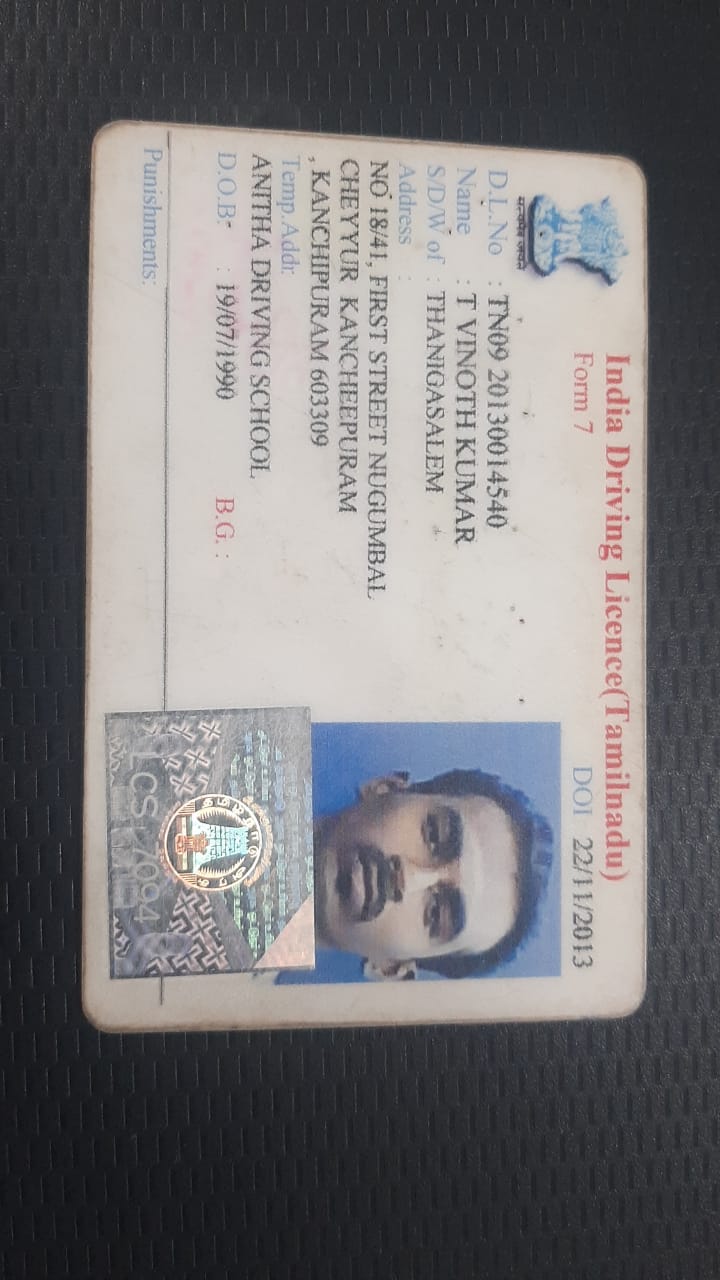 India Driving Licence(Tamilnadu)
Form 7
DOI 22/11/2013
D.L.No : TN09 20130014540
Name : T VINOTH KUMAR
S/D/W of : THANIGASALEM
Address :
NO 18/41, FIRST STREET NUGUMBAL
CHEYYUR KANCHEEPURAM
, KANCHIPURAM 603309
Temp.Addr:
ANITHA DRIVING SCHOOL
D.O.B- : 19/07/1990 B.G. :
Punishments: